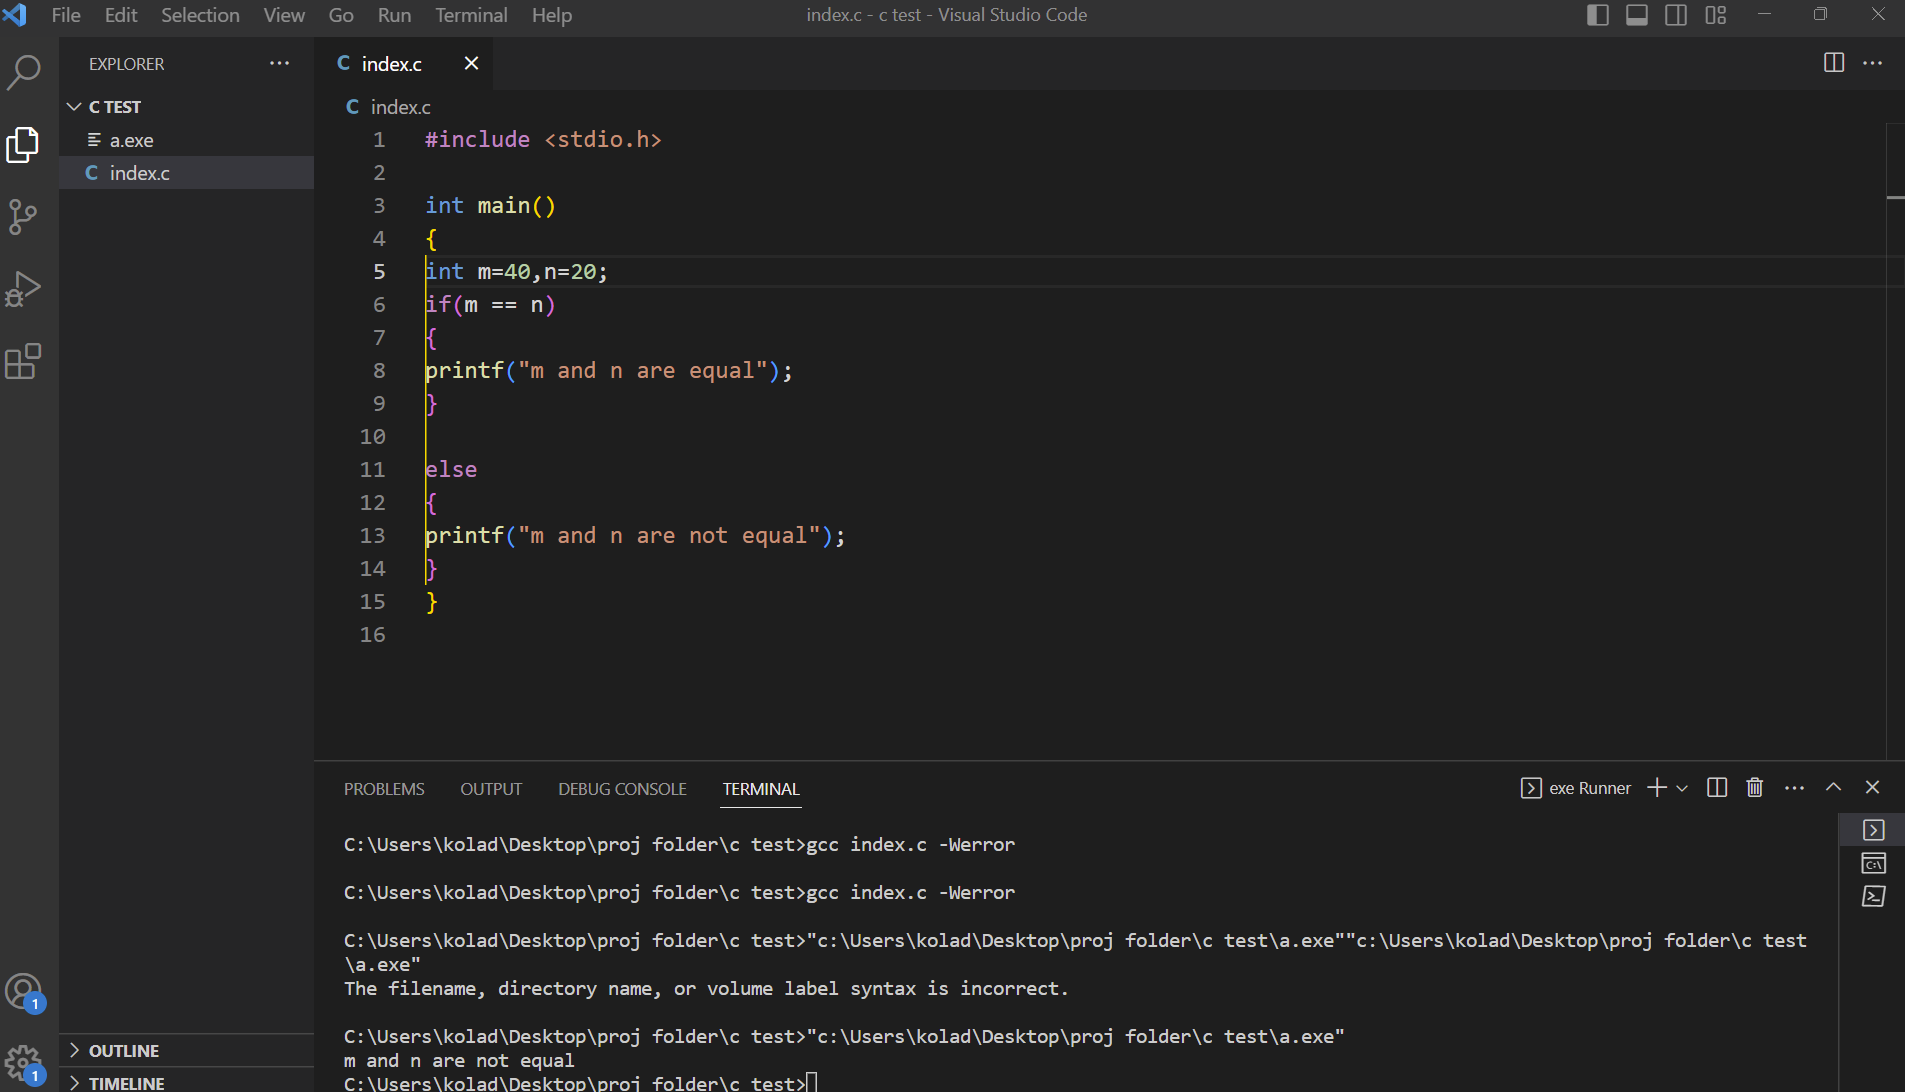 File Edit Selection View Go Run Terminal Help
index.c - c test - Visual Studio Code
EXPLORER
C TEST
a.exe
C index.c
OUTLINE
TIMELINE
1
1
C index.c
C index.c
1 #include <stdio.h>
2
3 int main()
4 {
5 int m=40,n=20;
6 if(m == n)
7 {
8 printf("m and n are equal");
9 }
10
11 else
12 {
13 printf("m and n are not equal");
14 }
15 }
16
PROBLEMS OUTPUT DEBUG CONSOLE TERMINAL
exe Runner
C:\Users\kolad\Desktop\proj folder\c test>gcc index.c -Werror
C:\Users\kolad\Desktop\proj folder\c test>gcc index.c -Werror
C:\Users\kolad\Desktop\proj folder\c test>"c:\Users\kolad\Desktop\proj folder\c test\a.exe""c:\Users\kolad\Desktop\proj folder\c test
\a.exe"
The filename, directory name, or volume label syntax is incorrect.
C:\Users\kolad\Desktop\proj folder\c test>"c:\Users\kolad\Desktop\proj folder\c test\a.exe"
m and n are not equal
C:\Users\kolad\Desktop\proj folder\c test>